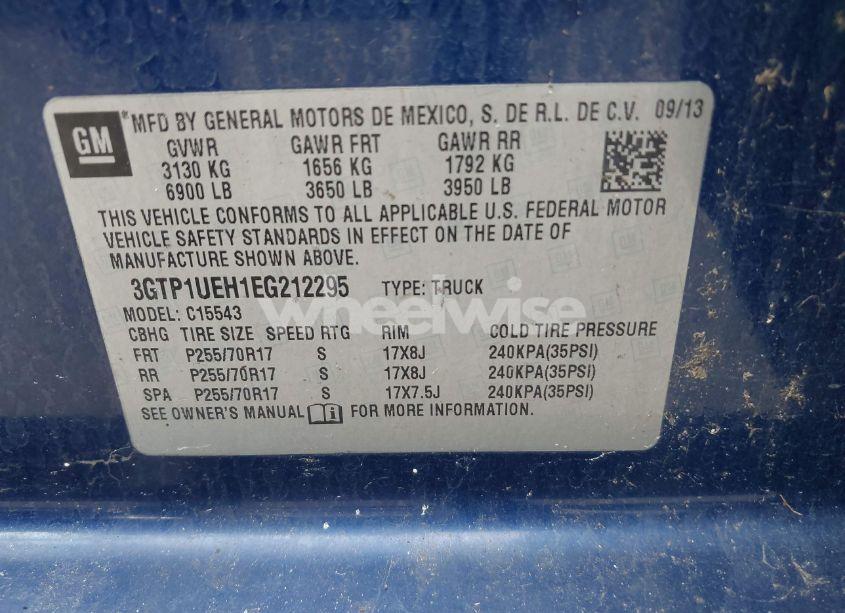 GM
*MFD BY GENERAL MOTORS DE MEXICO, S. DE R.L. DE C.V. 09/13
GVWR GAWR FRT GAWR RR
3130 KG 1656 KG 1792 KG
6900 LB 3650 LB 3950 LB
THIS VEHICLE CONFORMS TO ALL APPLICABLE U.S. FEDERAL MOTOR
VEHICLE SAFETY STANDARDS IN EFFECT ON THE DATE OF
MANUFACTURE SHOWN ABOVE.
3GTP1UEH1EG212295 TYPE: TRUCK
MODEL: C15543
wheelwise
CBHG TIRE SIZE SPEED RTG RIM COLD TIRE PRESSURE
FRT P255/70R17 S 17X8J 240KPA(35PSI)
RR P255/70R17 S 17X8J 240KPA(35PSI)
SPA P255/70R17 S 17X7.5J 240KPA(35PSI)
SEE OWNER'S MANUAL FOR MORE INFORMATION.